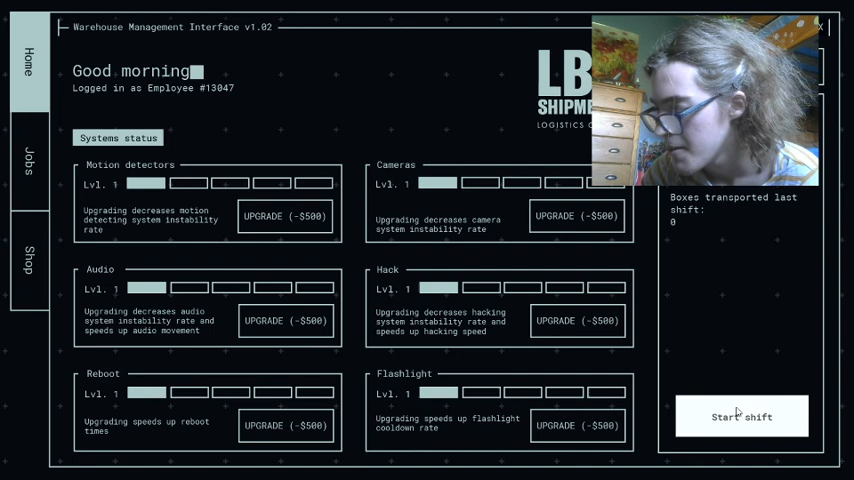 Warehouse Management Interface v1.02
X
Home
Jobs
Shop
Good morning
Logged in as Employee #13047
LB
SHIPME
LOGISTICS
Systems status
Motion detectors
Lvl. 1
Upgrading decreases motion
detecting system instability
rate
UPGRADE (-$500)
Cameras
Lvl. 1
Upgrading decreases camera
system instability rate
UPGRADE (-$500)
Audio
Lvl. 1
Upgrading decreases audio
system instability rate and
speeds up audio movement
UPGRADE (-$500)
Hack
Lvl. 1
Upgrading decreases hacking
system instability rate and
speeds up hacking speed
UPGRADE (-$500)
Reboot
Lvl. 1
Upgrading speeds up reboot
times
UPGRADE (-$500)
Flashlight
Lvl. 1
Upgrading speeds up flashlight
cooldown rate
UPGRADE (-$500)
Boxes transported last
shift:
0
Start shift